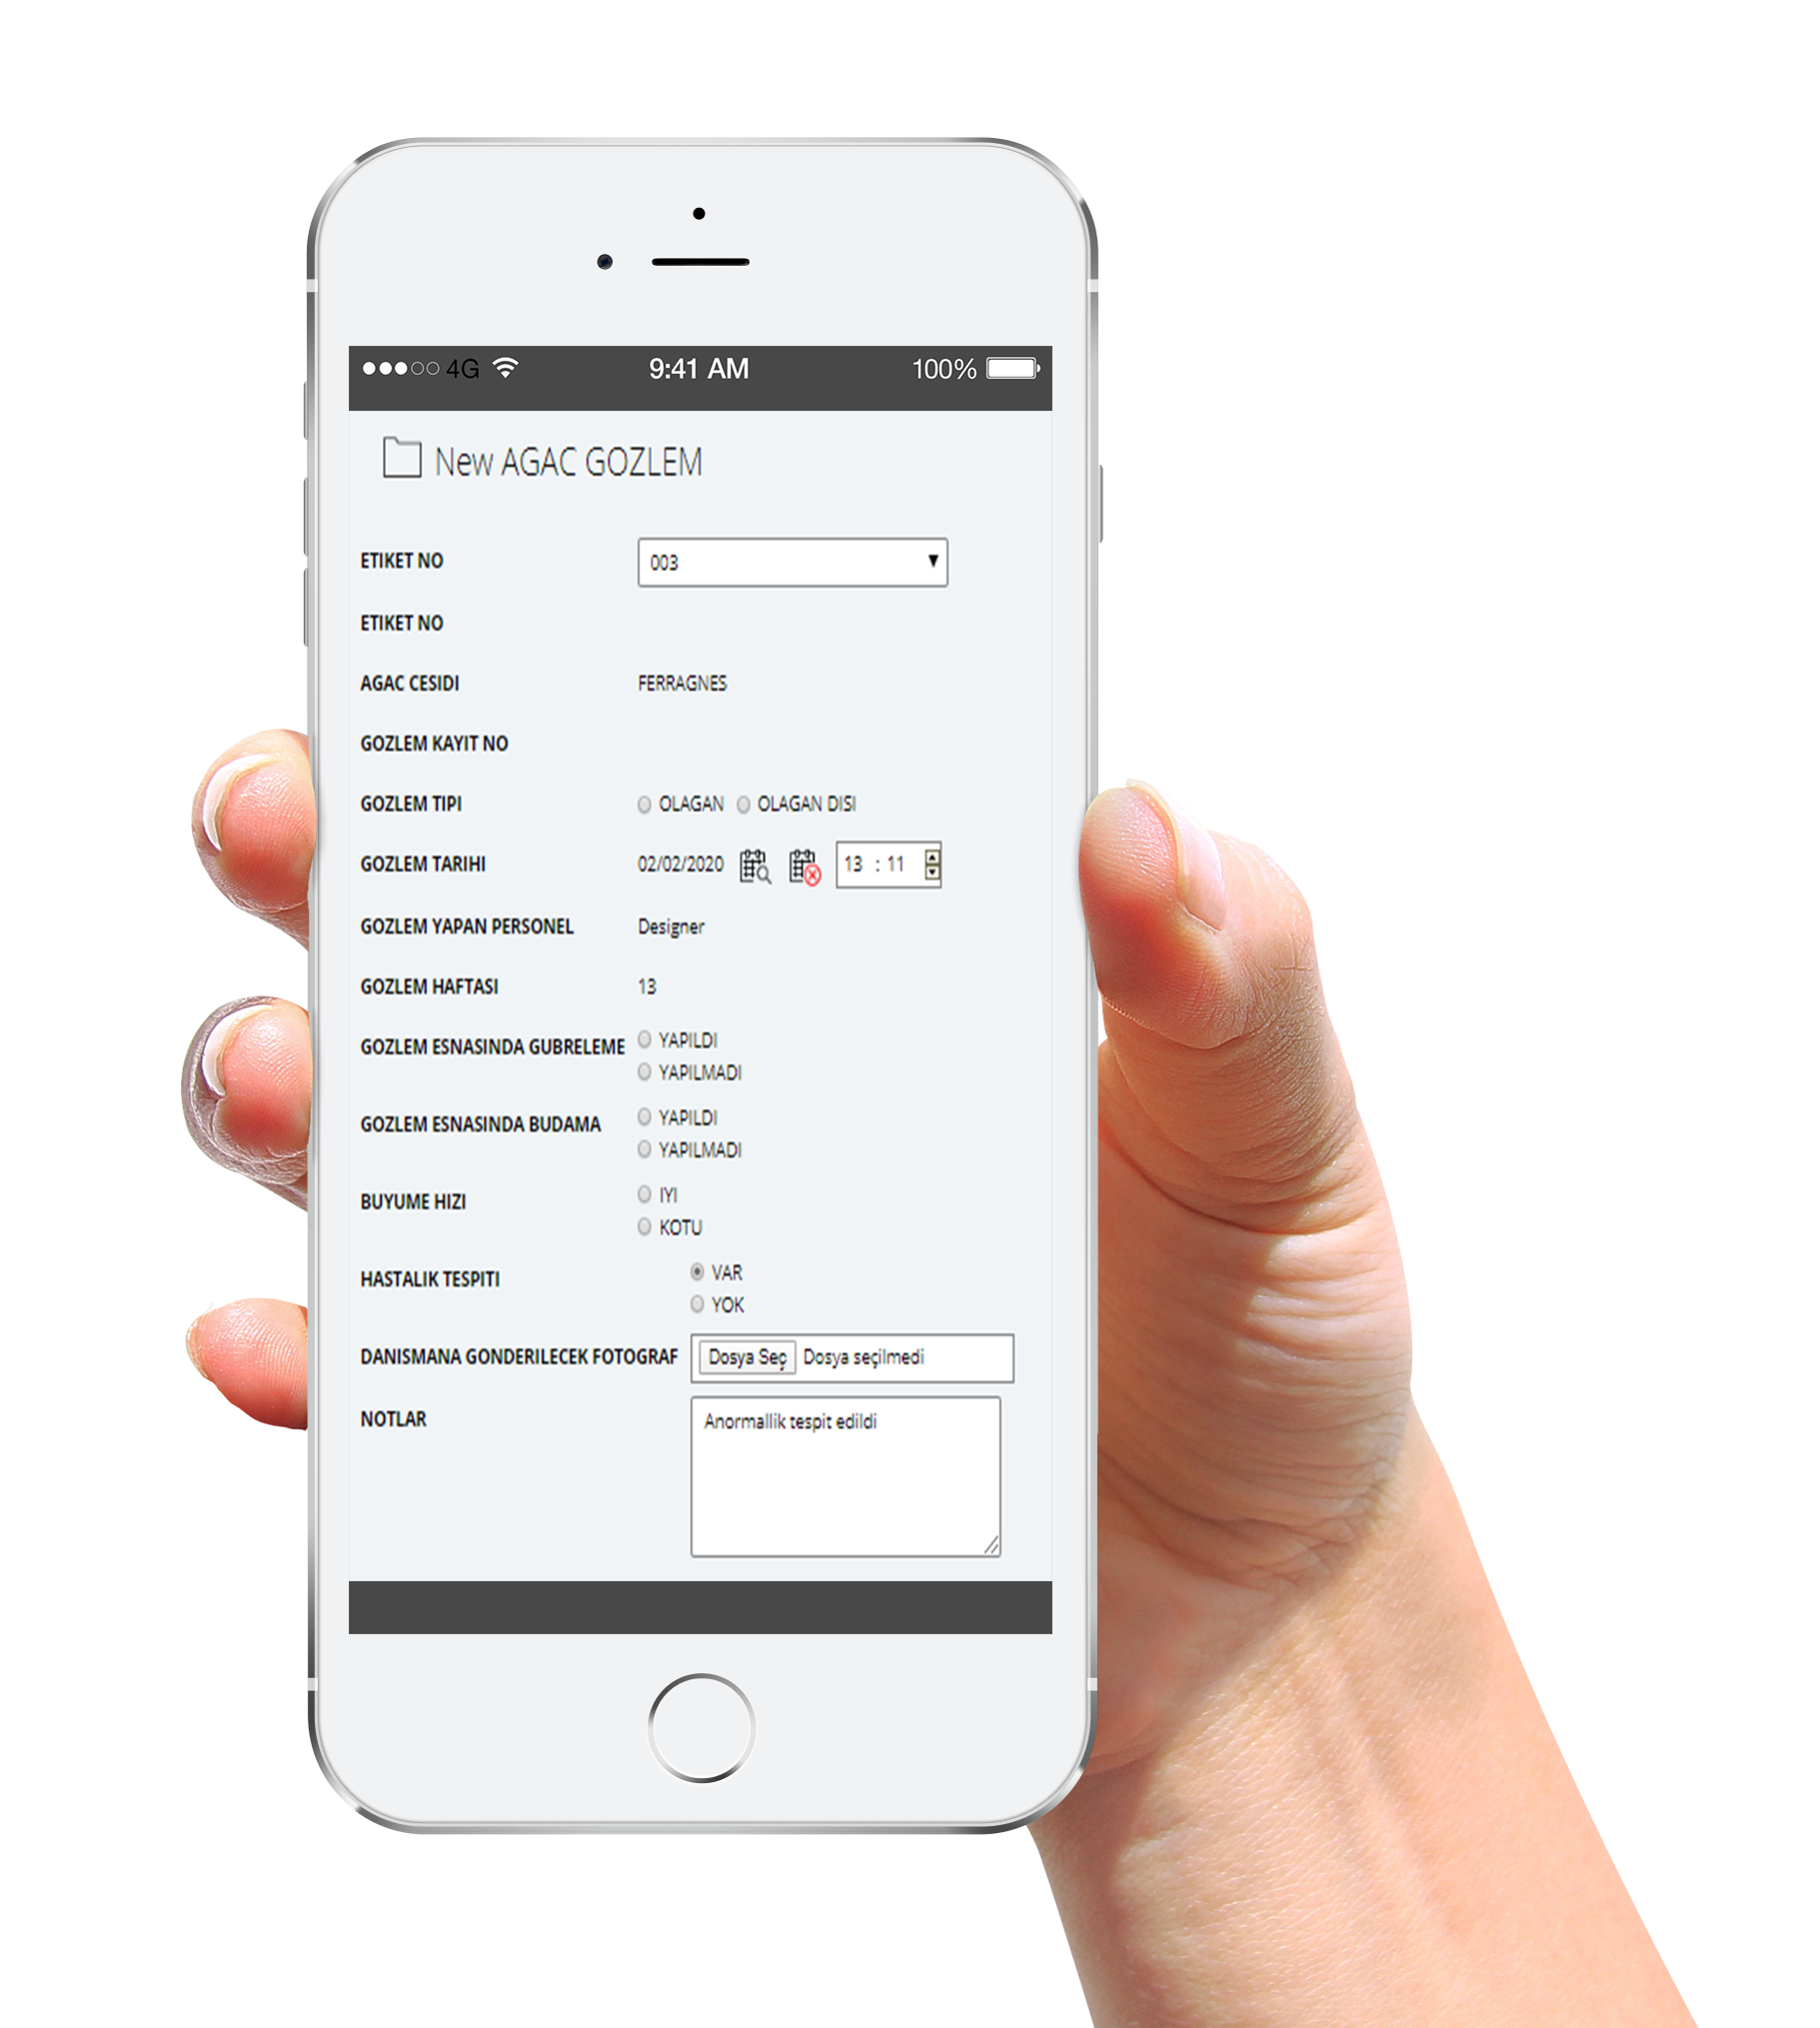 4G 9:41 AM 100%
New AGAC GOZLEM
ETIKET NO 003
ETIKET NO
AGAC CESIDI FERRAGNES
GOZLEM KAYIT NO
GOZLEM TIPI OLAGAN OLAGAN DISI
GOZLEM TARIHI 02/02/2020 13 : 11
GOZLEM YAPAN PERSONEL Designer
GOZLEM HAFTASI 13
GOZLEM ESNASINDA GUBRELEME YAPILDI
YAPILMADI
GOZLEM ESNASINDA BUDAMA YAPILDI
YAPILMADI
BUYUME HIZI IYI
KOTU
HASTALIK TESPITI VAR
YOK
DANISMANA GONDERILECEK FOTOGRAF Dosya Seç Dosya seçilmedi
NOTLAR Anormallik tespit edildi